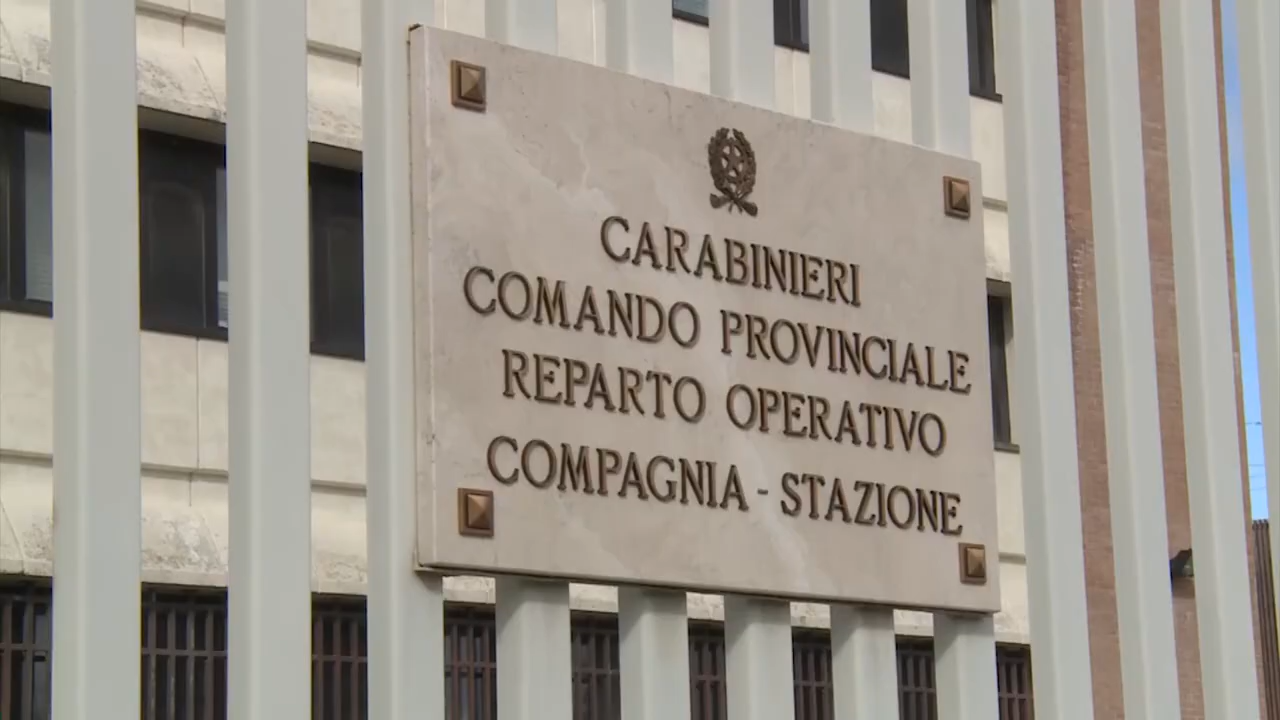 CARABINIERI
COMANDO PROVINCIALE
REPARTO OPERATIVO
COMPAGNIA - STAZIONE